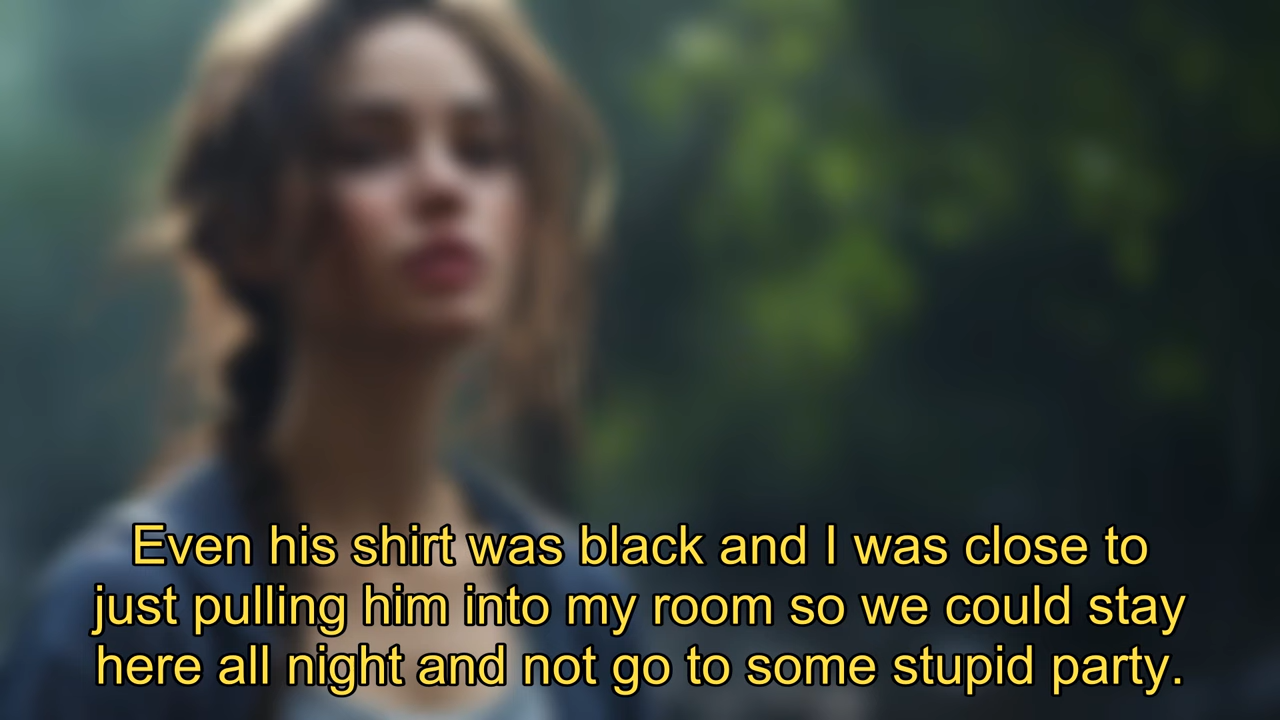 Even his shirt was black and I was close to
just pulling him into my room so we could stay
here all night and not go to some stupid party.